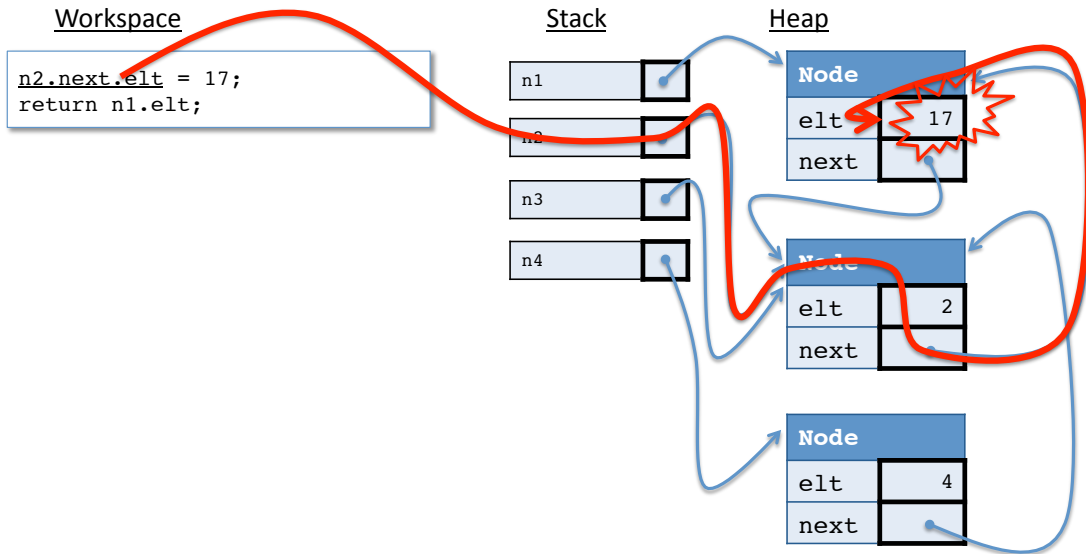 Workspace
Stack
Heap
n2.next.elt = 17;
return n1.elt;
n1
n2
n3
n4
Node
elt 17
next
Node
elt 2
next
Node
elt 4
next